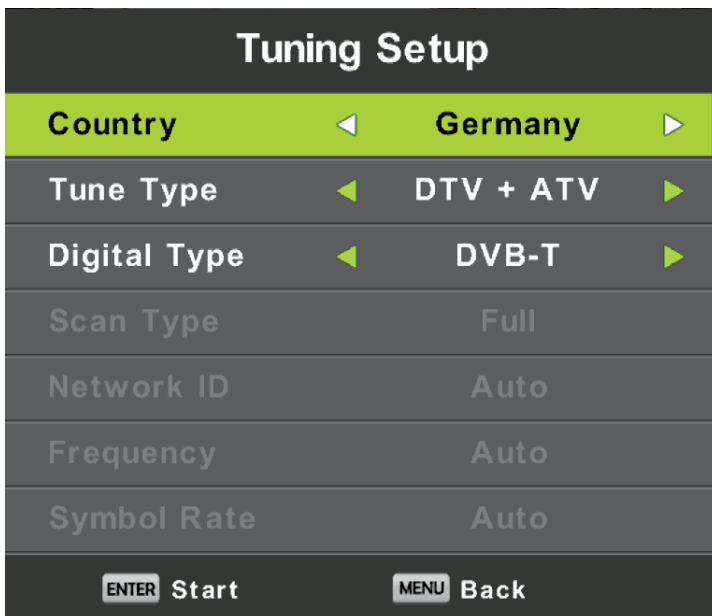 Tuning Setup
Country Germany
Tune Type DTV + ATV
Digital Type DVB-T
Scan Type Full
Network ID Auto
Frequency Auto
Symbol Rate Auto
ENTER Start MENU Back